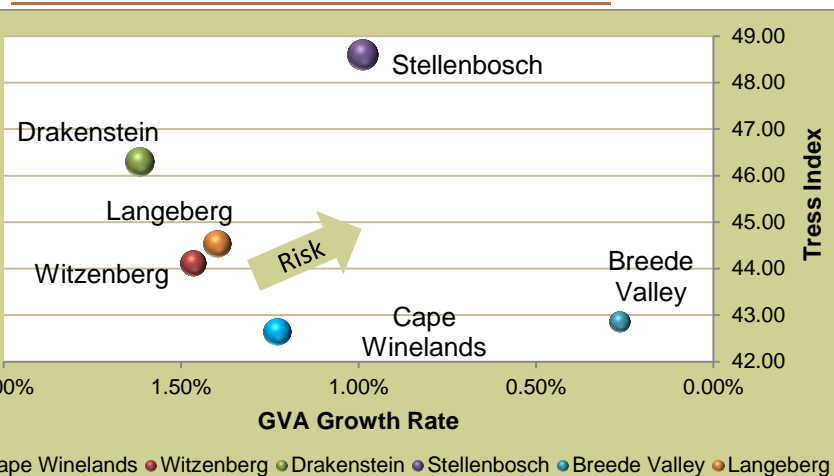 49.00
Stellenbosch
48.00
Drakenstein
47.00
46.00
Langeberg
45.00
Risk
Witzenberg
44.00
Breede
Valley
43.00
Cape
Winelands
42.00
Tress Index
00%
1.50%
1.00%
0.50%
0.00%
GVA Growth Rate
ape Winelands Witzenberg Drakenstein Stellenbosch Breede Valley Langeberg